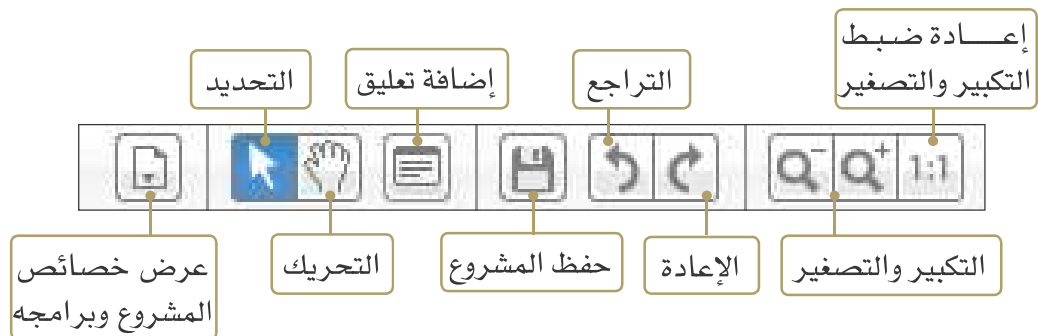 إعـــــادة ضبط
التكبير والتصغير
التراجع
إضافة تعليق
التحديد
1:1
التكبير والتصغير
الإعادة
حفظ المشروع
التحريك
عرض خصائص
المشروع وبرامجه